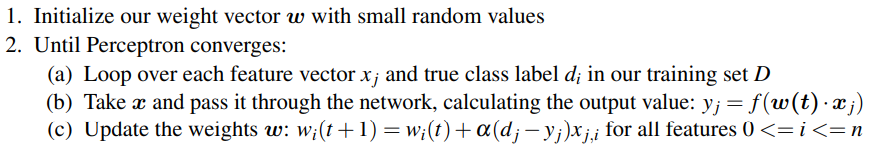 1. Initialize our weight vector w with small random values
2. Until Perceptron converges:
(a) Loop over each feature vector x_j and true class label d_i in our training set D
(b) Take x and pass it through the network, calculating the output value: y_j = f(w(t) · x_j)
(c) Update the weights w: w_i(t + 1) = w_i(t) + α(d_j − y_j)x_{j,i} for all features 0 <= i <= n